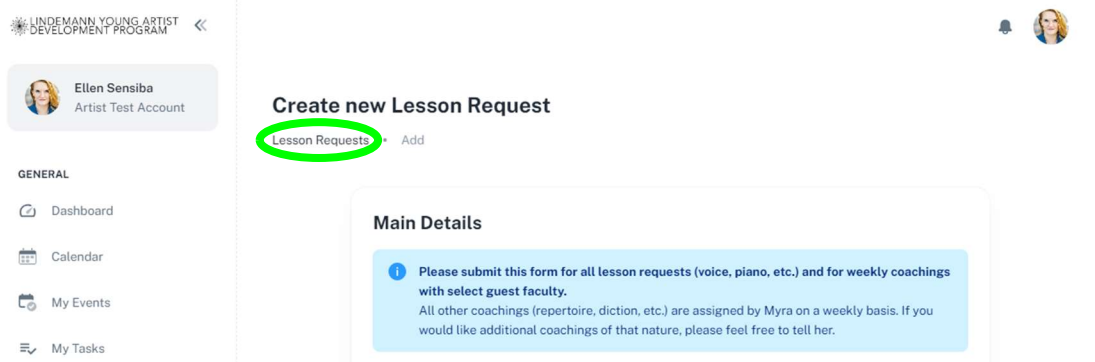 LINDEMANN YOUNG ARTIST
DEVELOPMENT PROGRAM
Ellen Sensiba
Artist Test Account
Create new Lesson Request
Lesson Requests • Add
GENERAL
Dashboard
Calendar
My Events
My Tasks
Main Details
Please submit this form for all lesson requests (voice, piano, etc.) and for weekly coachings
with select guest faculty.
All other coachings (repertoire, diction, etc.) are assigned by Myra on a weekly basis. If you
would like additional coachings of that nature, please feel free to tell her.